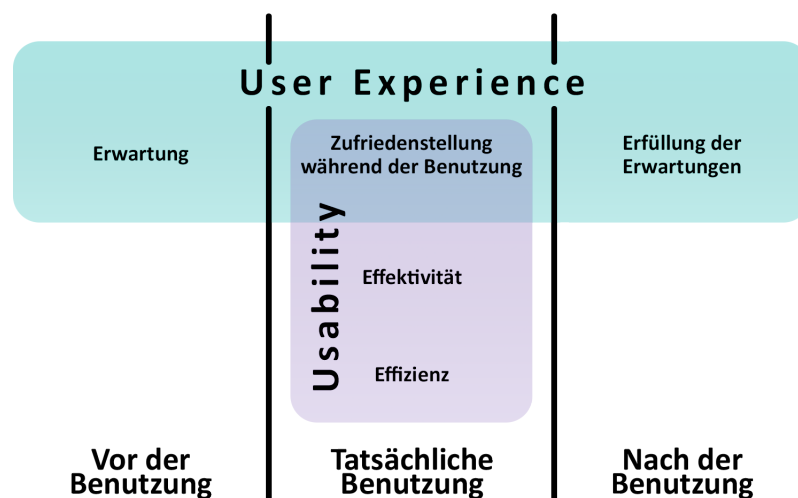 User Experience
Erwartung
Zufriedenstellung
während der Benutzung
Erfüllung der
Erwartungen
Usability
Effektivität
Effizienz
Vor der
Benutzung
Tatsächliche
Benutzung
Nach der
Benutzung